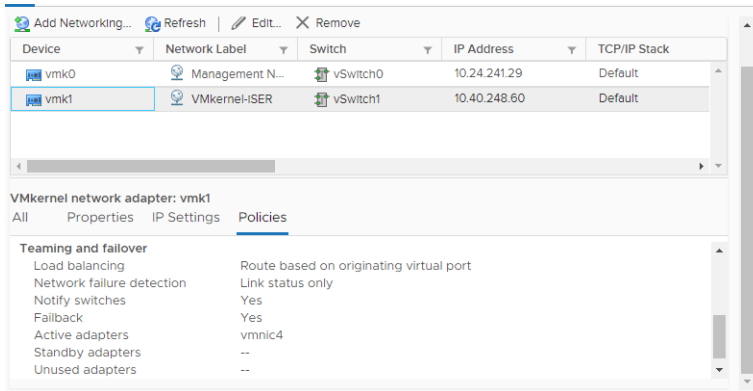 Add Networking... Refresh | Edit... Remove
Device Network Label Switch IP Address TCP/IP Stack
vmk0 Management N... vSwitch0 10.24.241.29 Default
vmk1 VMkernel-iSER vSwitch1 10.40.248.60 Default
VMkernel network adapter: vmk1
All Properties IP Settings Policies
Teaming and failover
Load balancing Route based on originating virtual port
Network failure detection Link status only
Notify switches Yes
Failback Yes
Active adapters vmnic4
Standby adapters --
Unused adapters --